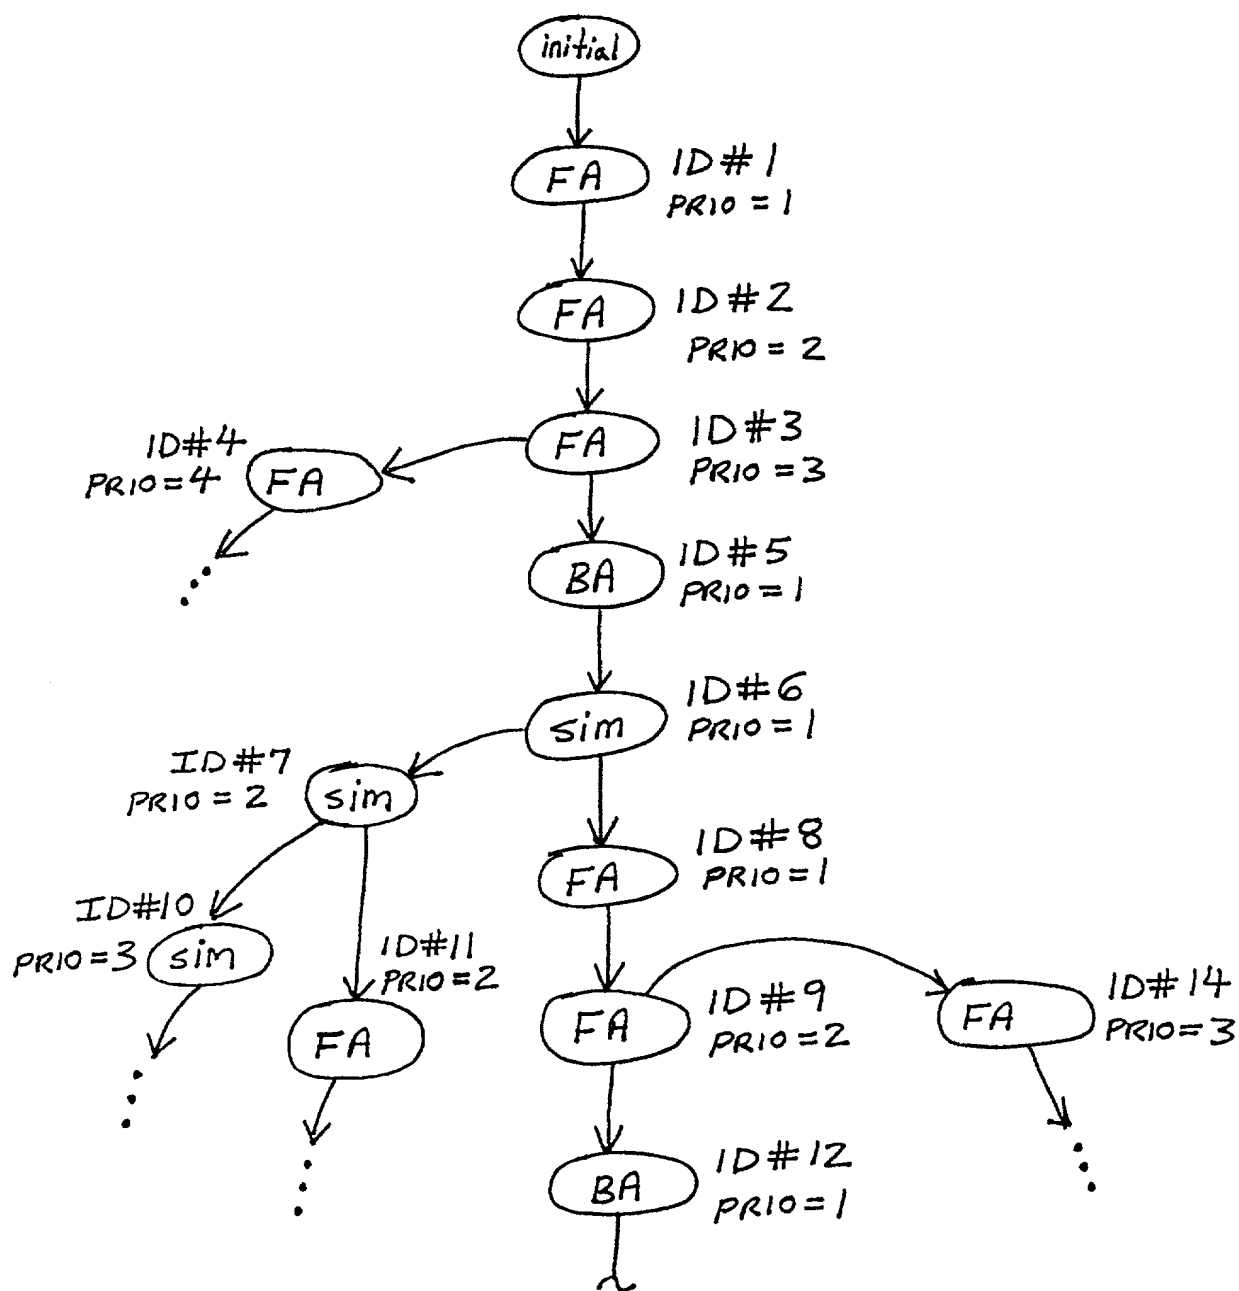 initial
FA
ID#1
PRIO = 1
FA
ID#2
PRIO = 2
ID#4
PRIO = 4
FA
FA
ID#3
PRIO = 3
BA
ID#5
PRIO = 1
sim
ID#6
PRIO = 1
ID#7
PRIO = 2
sim
FA
ID#8
PRIO = 1
ID#10
PRIO = 3
sim
ID#11
PRIO = 2
FA
FA
ID#9
PRIO = 2
FA
ID#14
PRIO = 3
BA
ID#12
PRIO = 1